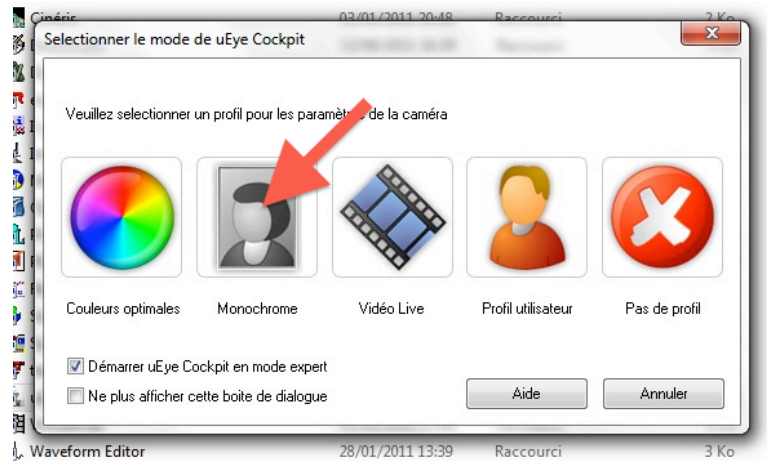 Cinéris 03/01/2011 20:48 Raccourci 2 Ko
Selectionner le mode de uEye Cockpit
Veuillez selectionner un profil pour les paramètres de la caméra
Couleurs optimales Monochrome Vidéo Live Profil utilisateur Pas de profil
Démarrer uEye Cockpit en mode expert
Ne plus afficher cette boite de dialogue
Aide Annuler
Waveform Editor 28/01/2011 13:39 Raccourci 3 Ko